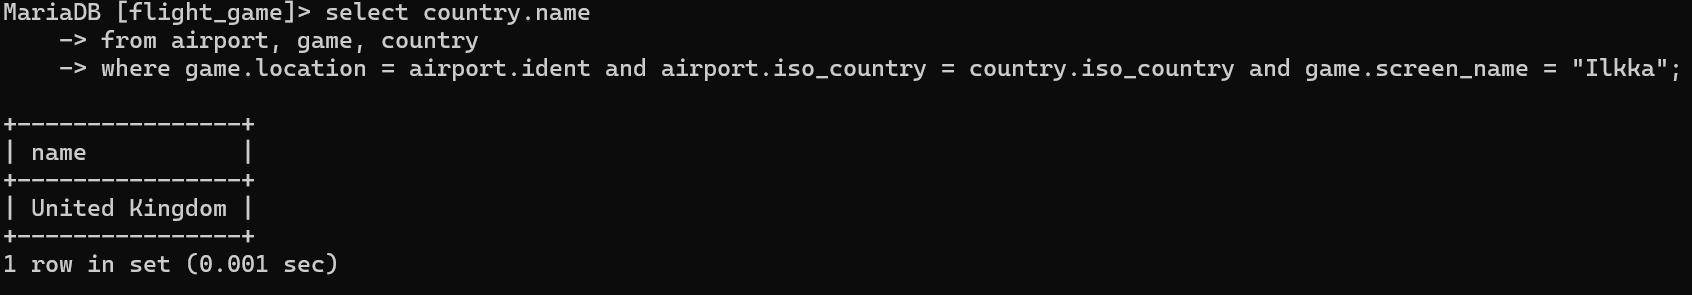 MariaDB [flight_game]> select country.name
    -> from airport, game, country
    -> where game.location = airport.ident and airport.iso_country = country.iso_country and game.screen_name = "Ilkka";

+----------------+
| name           |
+----------------+
| United Kingdom |
+----------------+
1 row in set (0.001 sec)